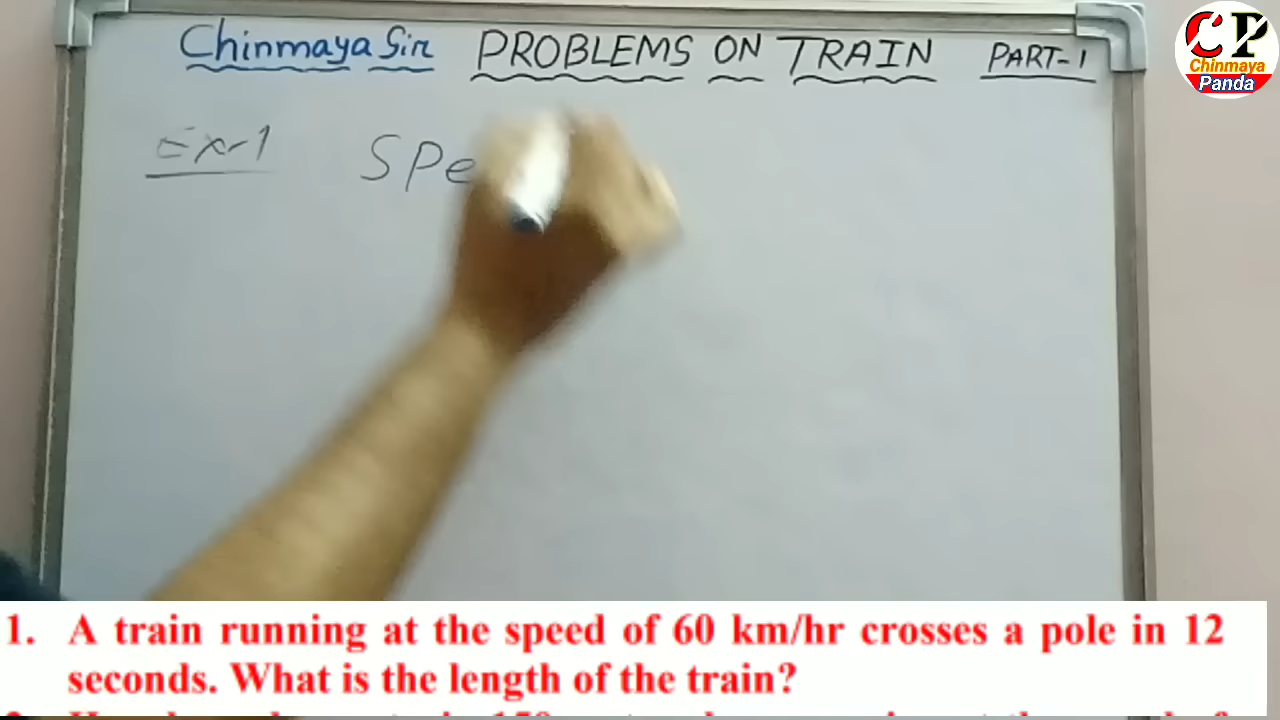 Chinmaya Sir PROBLEMS ON TRAIN PART-1
CP
Chinmaya
Panda
Ex-1 SPe
1. A train running at the speed of 60 km/hr crosses a pole in 12
seconds. What is the length of the train?